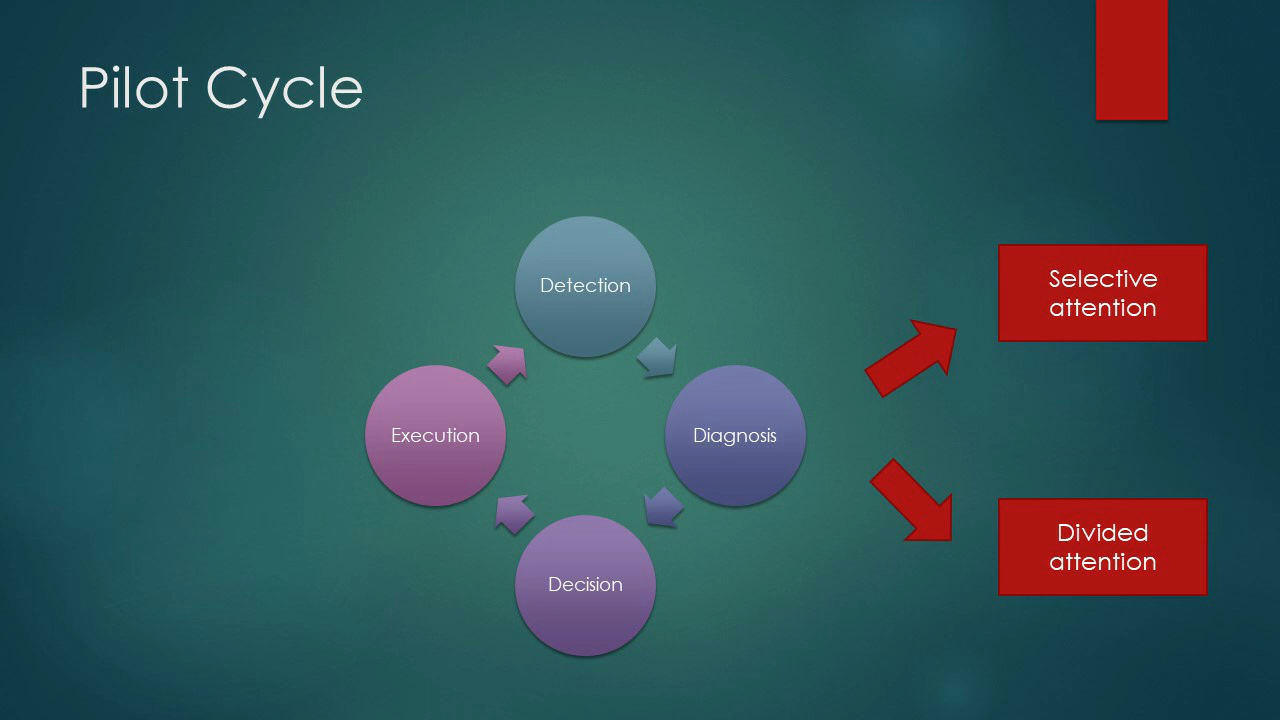 Pilot Cycle
Detection
Diagnosis
Decision
Execution
Selective
attention
Divided
attention